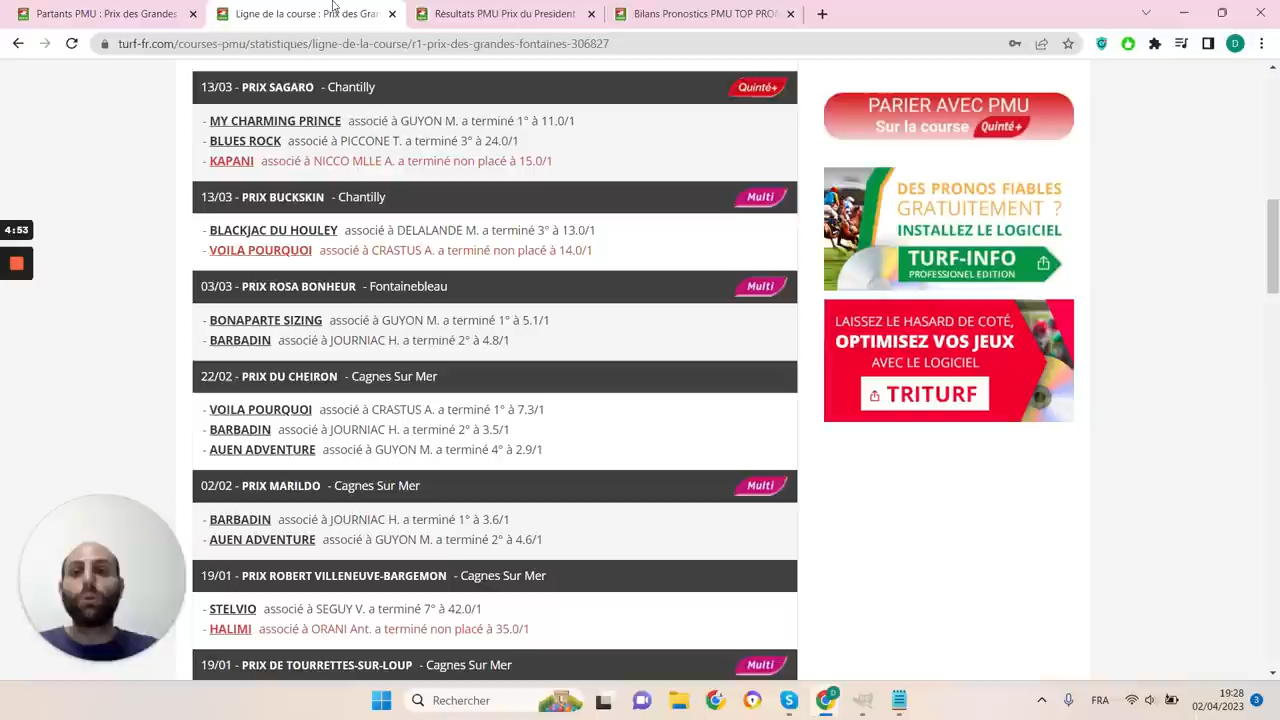 Partants PMU : Prix des Grandes
Ligne de la course : Prix des Gran
Résultats PMU Prix du President
Bilans Pronostics PMU TOP PRO
turf-fr.com/courses-pmu/statistiques/ligne-de-la-course/r1-prix-des-grandes-fontaines-306827
D
13/03 - PRIX SAGARO - Chantilly Quinté+
- MY CHARMING PRINCE associé à GUYON M. a terminé 1° à 11.0/1
- BLUES ROCK associé à PICCONE T. a terminé 3° à 24.0/1
- KAPANI associé à NICCO MLLE A. a terminé non placé à 15.0/1
13/03 - PRIX BUCKSKIN - Chantilly Multi
- BLACKJAC DU HOULEY associé à DELALANDE M. a terminé 3° à 13.0/1
- VOILA POURQUOI associé à CRASTUS A. a terminé non placé à 14.0/1
03/03 - PRIX ROSA BONHEUR - Fontainebleau Multi
- BONAPARTE SIZING associé à GUYON M. a terminé 1° à 5.1/1
- BARBADIN associé à JOURNIAC H. a terminé 2° à 4.8/1
22/02 - PRIX DU CHEIRON - Cagnes Sur Mer
- VOILA POURQUOI associé à CRASTUS A. a terminé 1° à 7.3/1
- BARBADIN associé à JOURNIAC H. a terminé 2° à 3.5/1
- AUEN ADVENTURE associé à GUYON M. a terminé 4° à 2.9/1
02/02 - PRIX MARILDO - Cagnes Sur Mer Multi
- BARBADIN associé à JOURNIAC H. a terminé 1° à 3.6/1
- AUEN ADVENTURE associé à GUYON M. a terminé 2° à 4.6/1
19/01 - PRIX ROBERT VILLENEUVE-BARGEMON - Cagnes Sur Mer
- STELVIO associé à SEGUY V. a terminé 7° à 42.0/1
- HALIMI associé à ORANI Ant. a terminé non placé à 35.0/1
19/01 - PRIX DE TOURRETTES-SUR-LOUP - Cagnes Sur Mer Multi
PARIER AVEC PMU
Sur la course Quinté+
DES PRONOS FIABLES
GRATUITEMENT ?
INSTALLEZ LE LOGICIEL
TURF-INFO
PROFESSIONEL EDITION
LAISSEZ LE HASARD DE COTÉ,
OPTIMISEZ VOS JEUX
AVEC LE LOGICIEL
TRITURF
4:53
Rechercher
FRA
19:28
02/04/2023
3